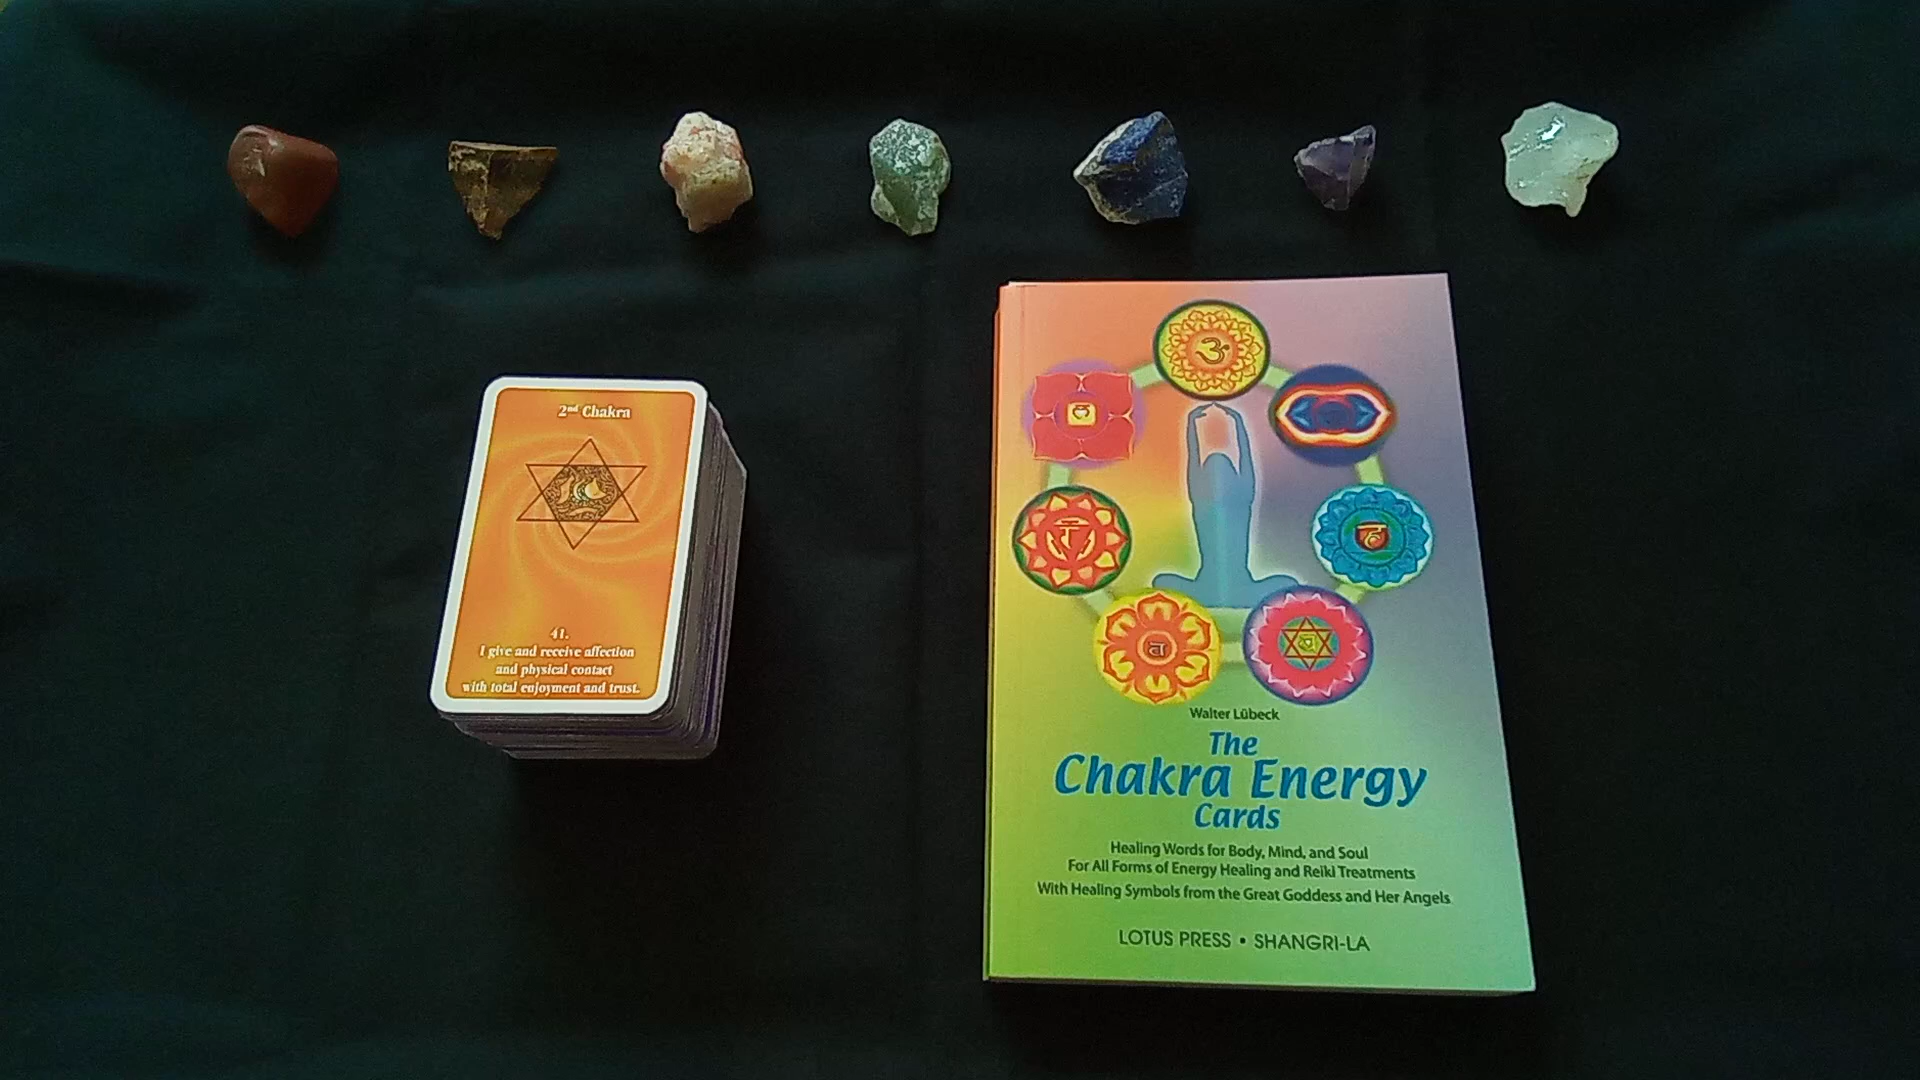 2nd Chakra
41.
I give and receive affection
and physical contact
with total enjoyment and trust.
Walter Lübeck
The
Chakra Energy
Cards
Healing Words for Body, Mind, and Soul
For All Forms of Energy Healing and Reiki Treatments
With Healing Symbols from the Great Goddess and Her Angels
LOTUS PRESS • SHANGRI-LA